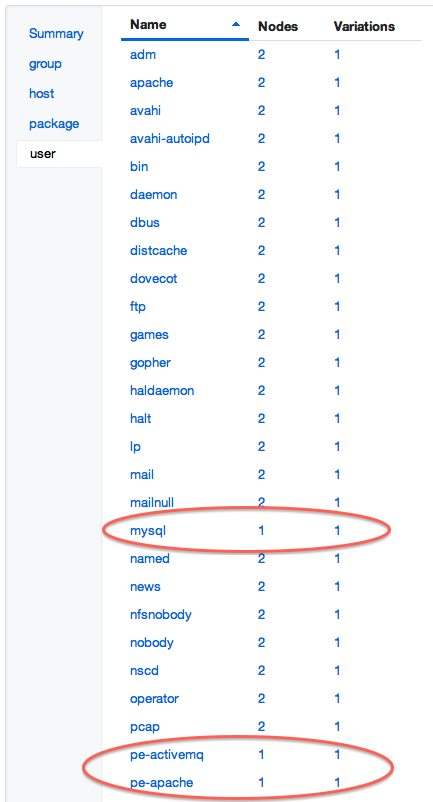 Summary
group
host
package
user
Name Nodes Variations
adm 2 1
apache 2 1
avahi 2 1
avahi-autoipd 2 1
bin 2 1
daemon 2 1
dbus 2 1
distcache 2 1
dovecot 2 1
ftp 2 1
games 2 1
gopher 2 1
haldaemon 2 1
halt 2 1
lp 2 1
mail 2 1
mailnull 2 1
mysql 1 1
named 2 1
news 2 1
nfsnobody 2 1
nobody 2 1
nscd 2 1
operator 2 1
pcap 2 1
pe-activemq 1 1
pe-apache 1 1